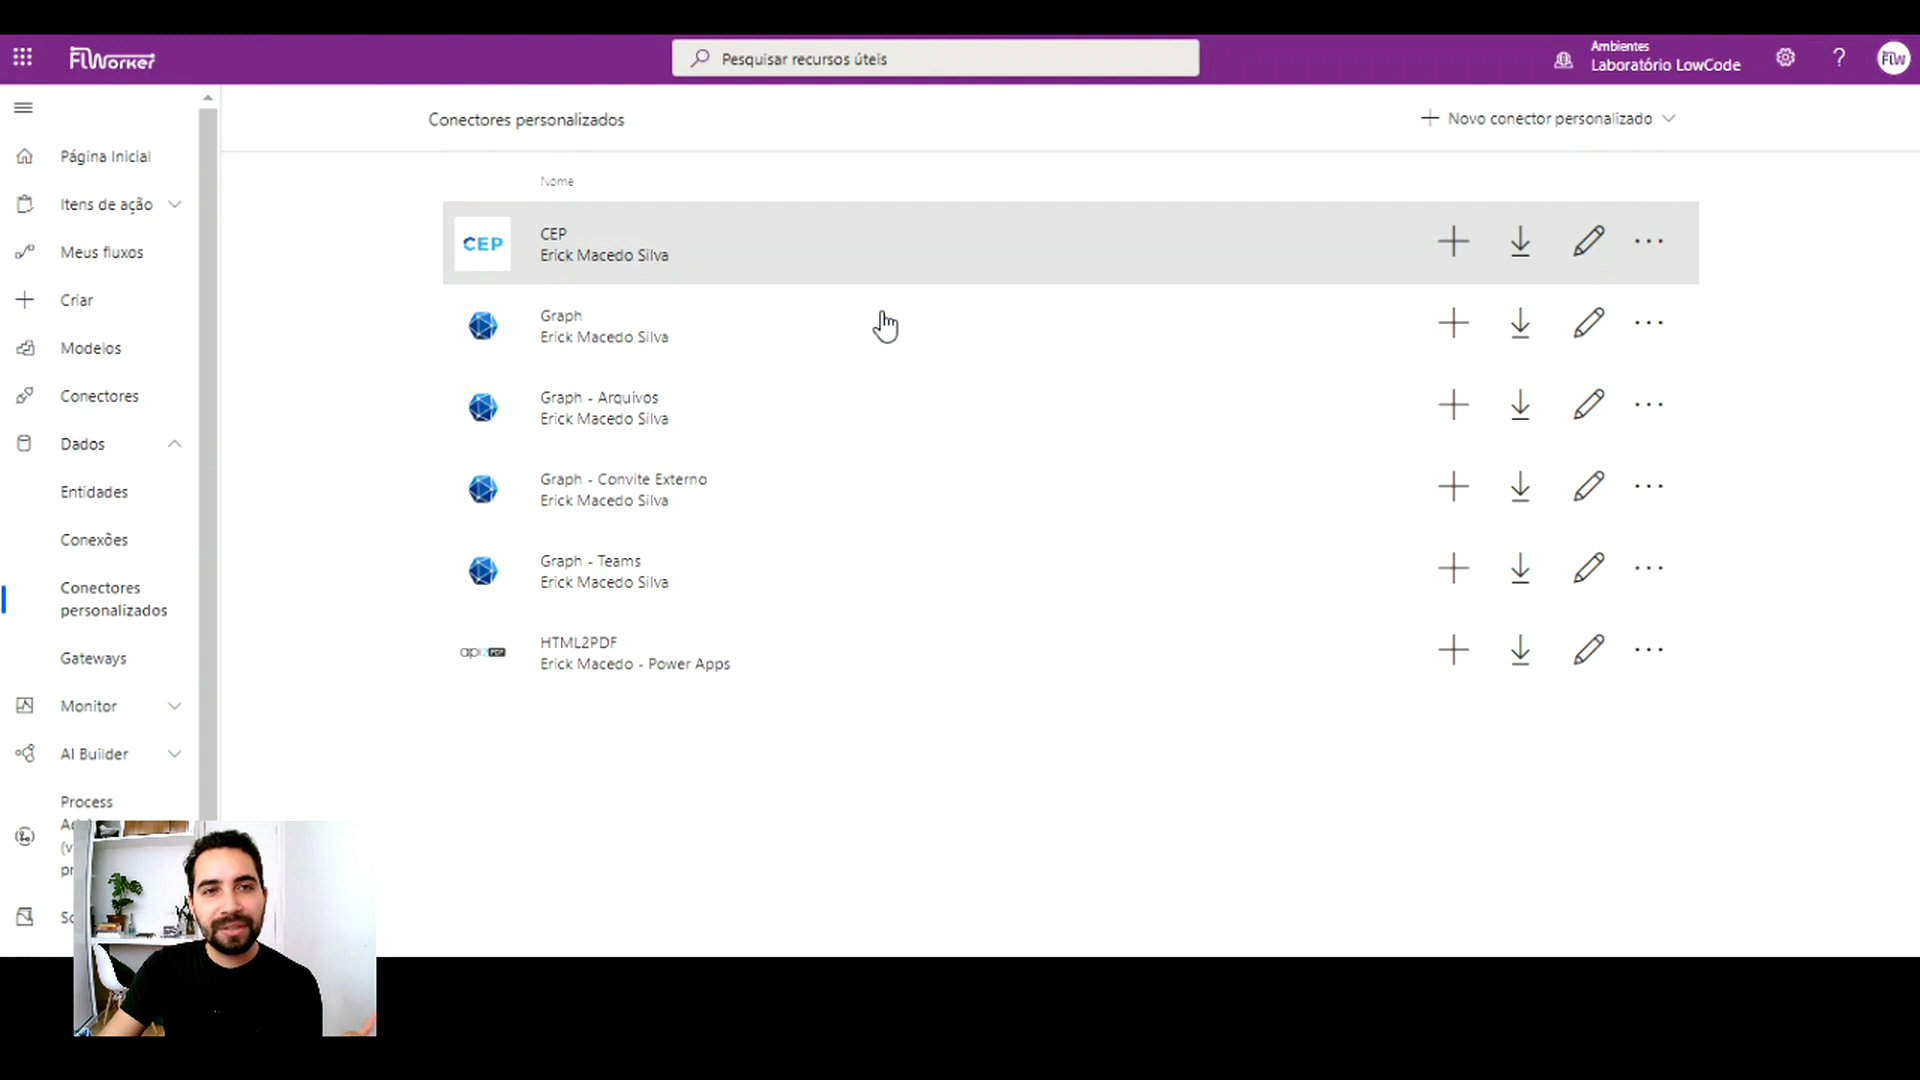 FLWorker
Pesquisar recursos úteis
Ambientes
Laboratório LowCode
?
FLW
Conectores personalizados
Novo conector personalizado
Página Inicial
Itens de ação
Meus fluxos
Criar
Modelos
Conectores
Dados
Entidades
Conexões
Conectores
personalizados
Gateways
Monitor
AI Builder
Process
Nome
CEP
CEP
Erick Macedo Silva
Graph
Erick Macedo Silva
Graph - Arquivos
Erick Macedo Silva
Graph - Convite Externo
Erick Macedo Silva
Graph - Teams
Erick Macedo Silva
api2PDF
HTML2PDF
Erick Macedo - Power Apps